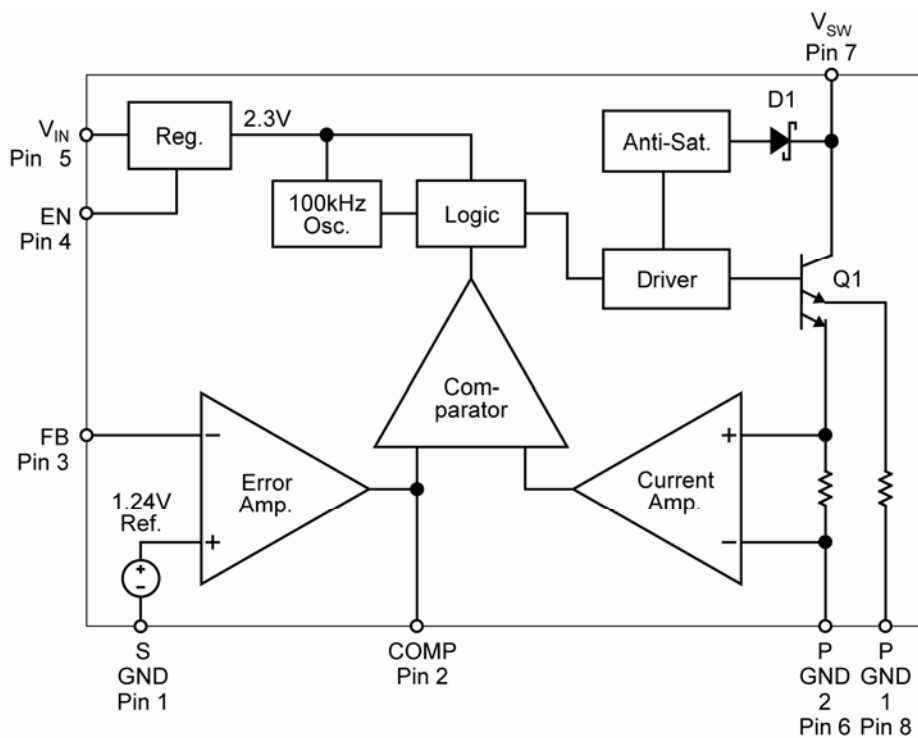 VSW
Pin 7
D1
VIN
Pin 5
Reg.
2.3V
Anti-Sat.
EN
Pin 4
100kHz
Osc.
Logic
Driver
Q1
Com-
parator
FB
Pin 3
−
+
Error
Amp.
Current
Amp.
+
−
1.24V
Ref.
+
−
S
GND
Pin 1
COMP
Pin 2
P
GND
2
Pin 6
P
GND
1
Pin 8